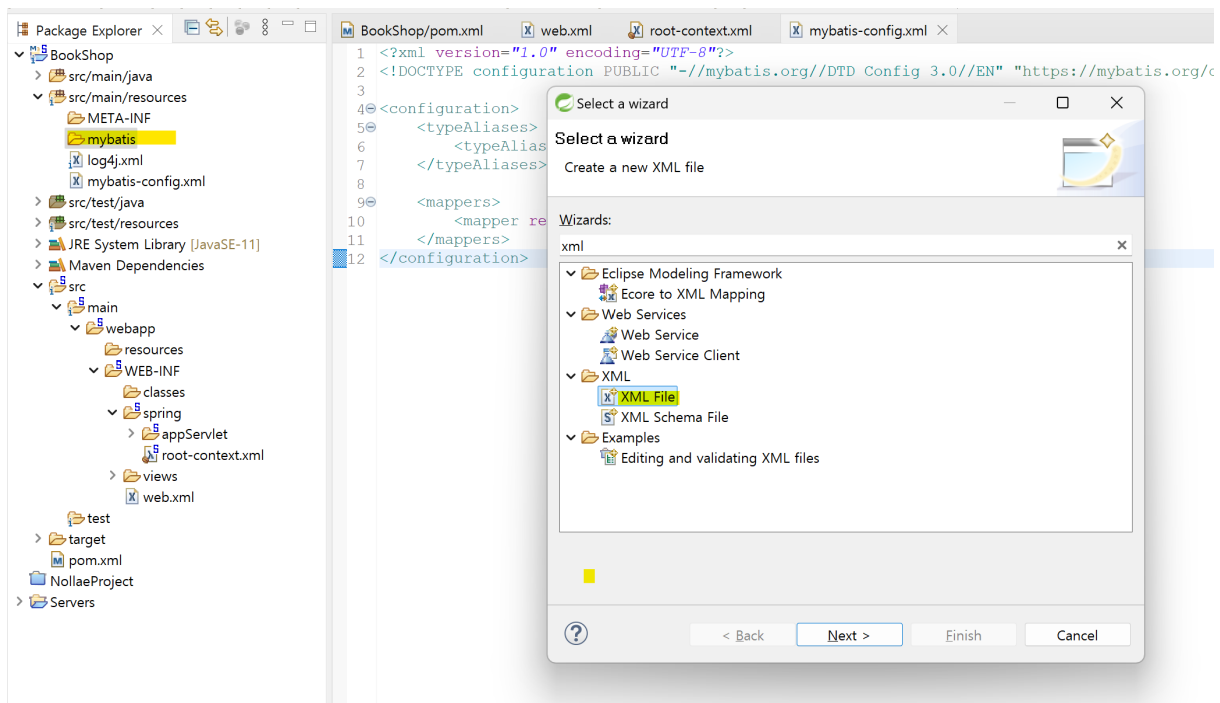 Package Explorer
BookShop
src/main/java
src/main/resources
META-INF
mybatis
log4j.xml
mybatis-config.xml
src/test/java
src/test/resources
JRE System Library [JavaSE-11]
Maven Dependencies
src
main
webapp
resources
WEB-INF
classes
spring
appServlet
root-context.xml
views
web.xml
test
target
pom.xml
NollaeProject
Servers
BookShop/pom.xml web.xml root-context.xml mybatis-config.xml
1 <?xml version="1.0" encoding="UTF-8"?>
2 <!DOCTYPE configuration PUBLIC "-//mybatis.org//DTD Config 3.0//EN" "https://mybatis.org/
3
4 <configuration>
5 <typeAliases>
6 <typeAlias
7 </typeAliases>
8
9 <mappers>
10 <mapper re
11 </mappers>
12 </configuration>
Select a wizard
Select a wizard
Create a new XML file
Wizards:
xml
Eclipse Modeling Framework
Ecore to XML Mapping
Web Services
Web Service
Web Service Client
XML
XML File
XML Schema File
Examples
Editing and validating XML files
< Back Next > Finish Cancel